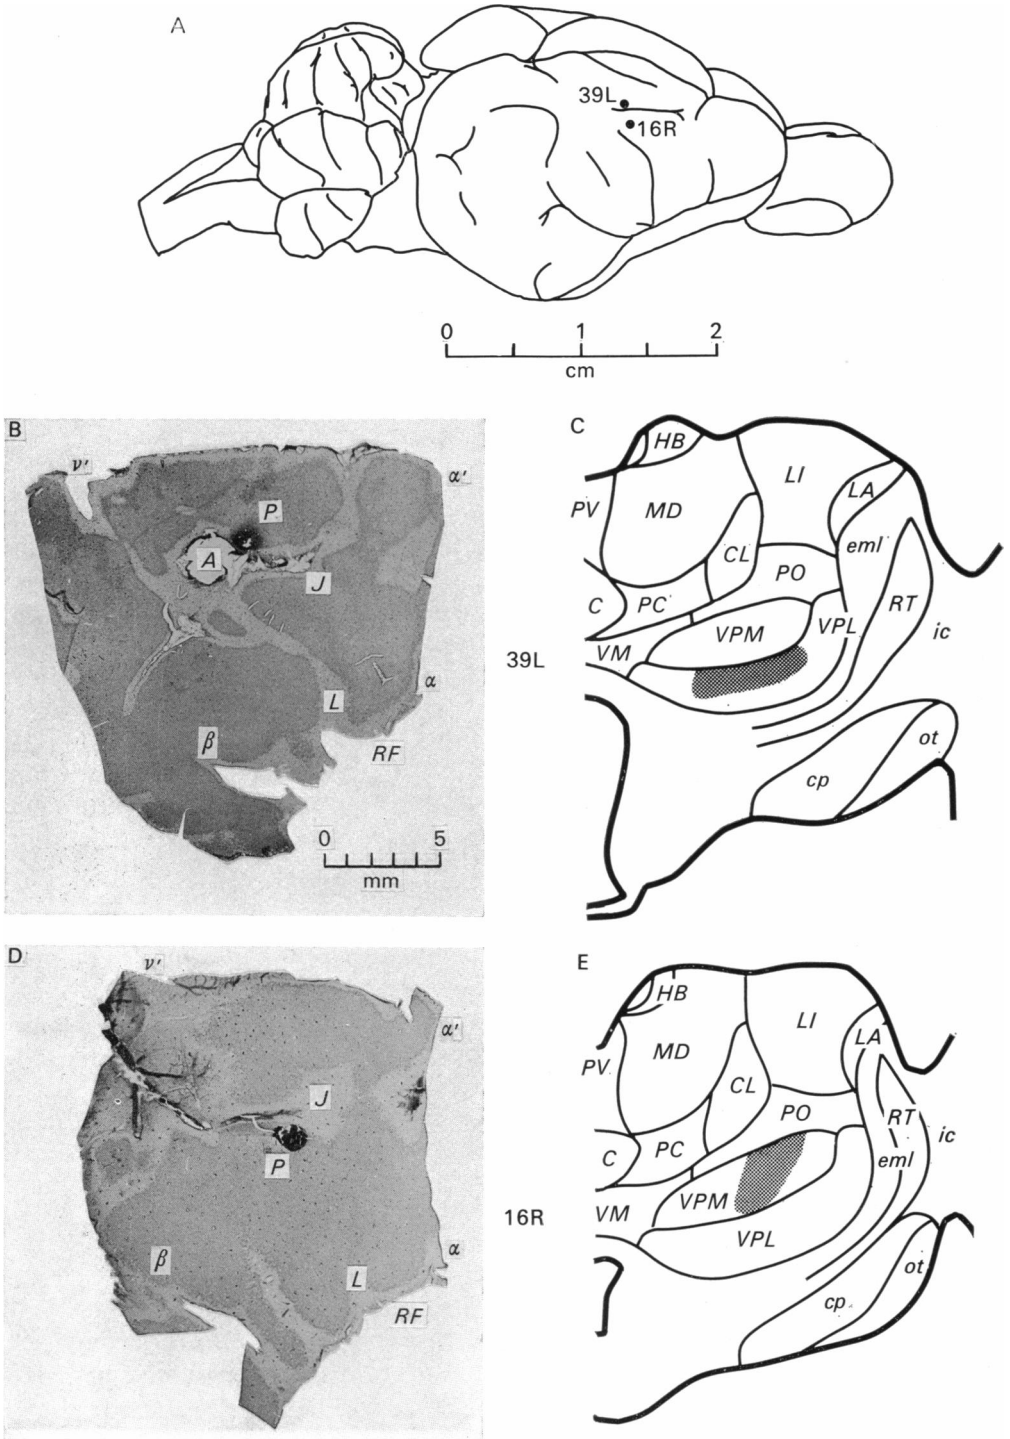 A
39L
16R
0 1 2
cm
B
ν'
α'
P
A
J
α
L
β
RF
0 5
mm
C
HB
LI
LA
PV MD
CL eml
PO
C PC RT
VPM VPL ic
VM
39L
ot
cp
D
ν'
α'
J
P
β
α
L
RF
E
HB
LI
LA
MD
PV CL
PO RT
ic
C PC
eml
VPM
16R VM
VPL
ot
cp